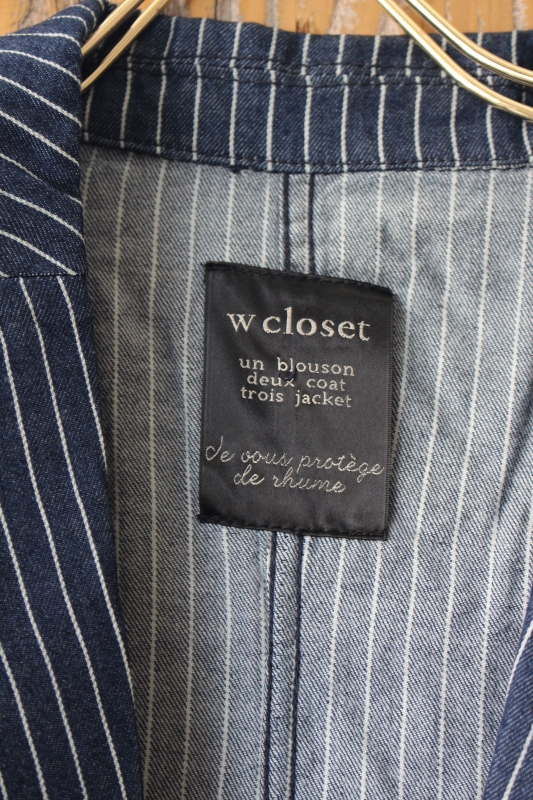 w closet
un blouson
deux coat
trois jacket
Je vous protège
de rhume